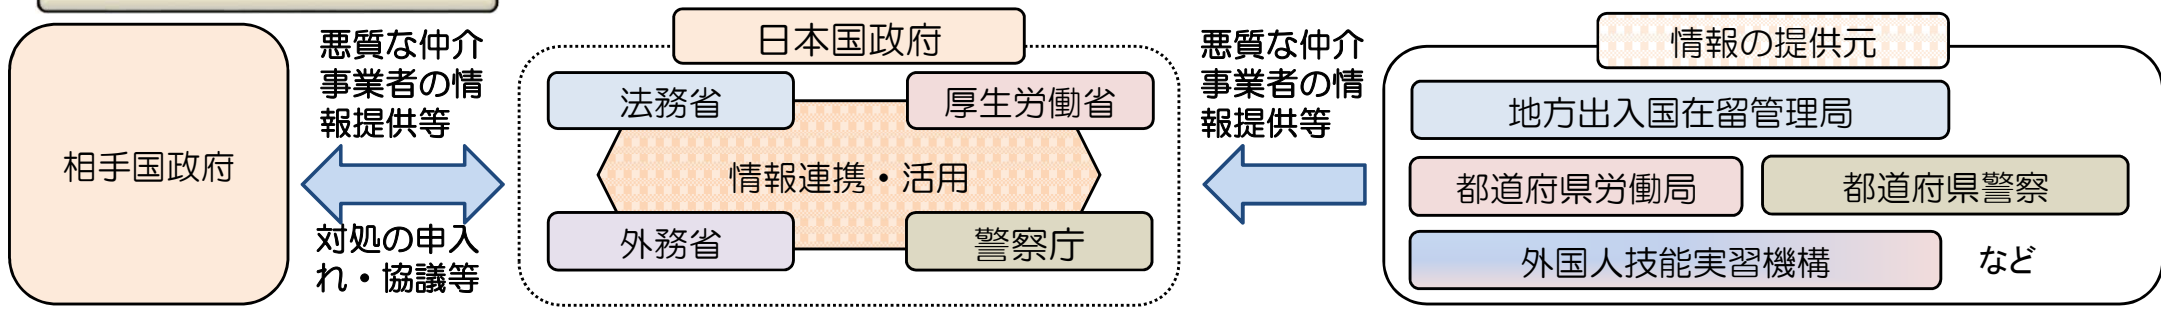 相手国政府
悪質な仲介
事業者の情
報提供等
対処の申入
れ・協議等
日本国政府
法務省
厚生労働省
情報連携・活用
外務省
警察庁
悪質な仲介
事業者の情
報提供等
情報の提供元
地方出入国在留管理局
都道府県労働局
都道府県警察
外国人技能実習機構
など